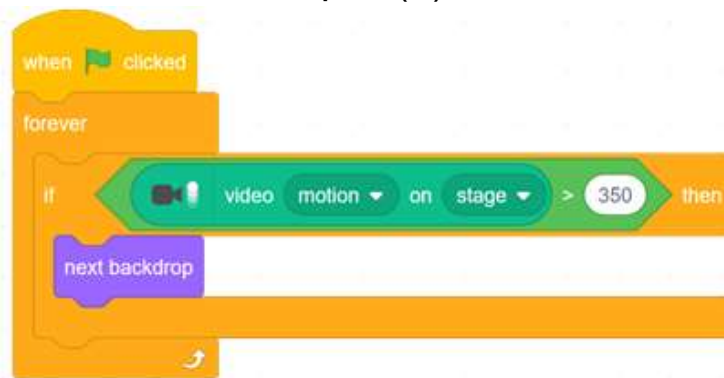 when clicked
forever
if video motion on stage > 350 then
next backdrop